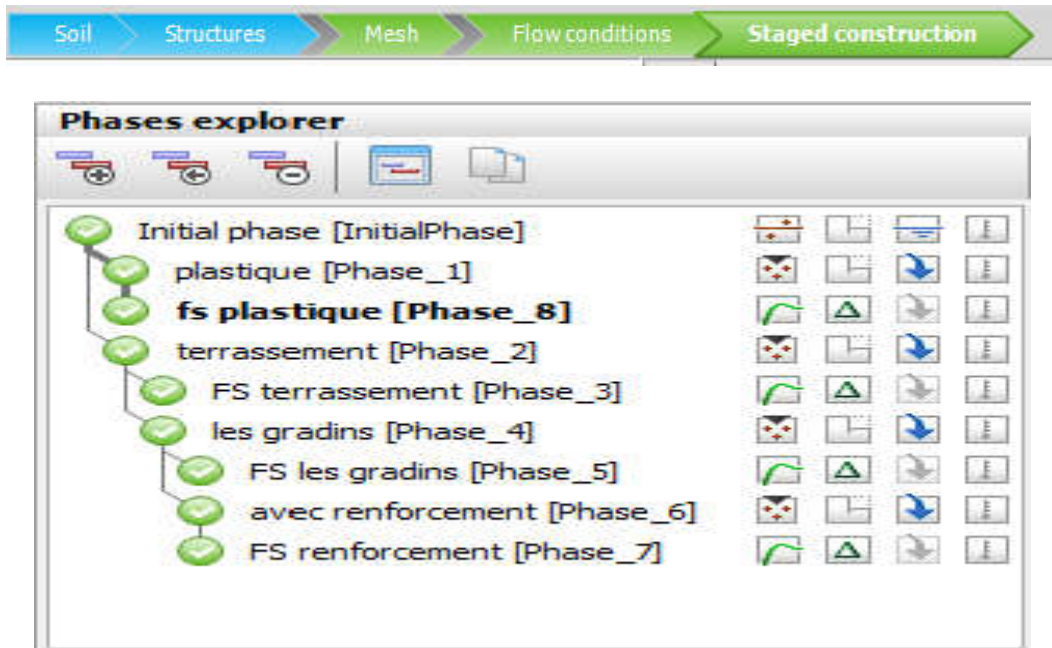 Soil Structures Mesh Flow conditions Staged construction
Phases explorer
Initial phase [InitialPhase]
plastique [Phase_1]
fs plastique [Phase_8]
terrassement [Phase_2]
FS terrassement [Phase_3]
les gradins [Phase_4]
FS les gradins [Phase_5]
avec renforcement [Phase_6]
FS renforcement [Phase_7]